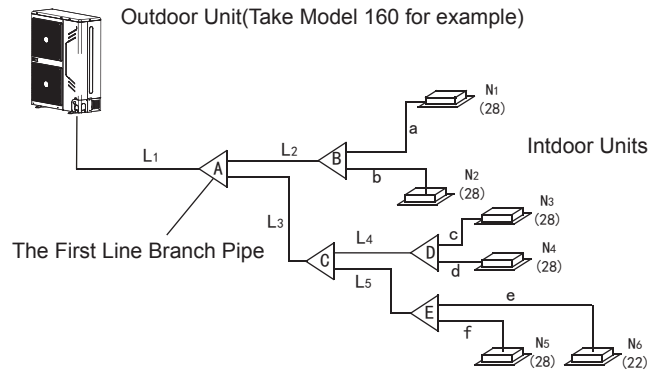 Outdoor Unit(Take Model 160 for example)
N1
(28)
a
L1
L2
A
B
Intdoor Units
b
N2
(28)
N3
(28)
L3
c
L4
The First Line Branch Pipe
D
N4
(28)
d
C
L5
e
E
f
N5
(28)
N6
(22)